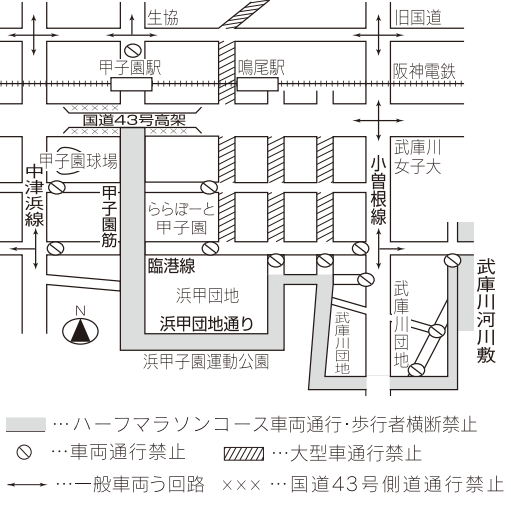 生協
旧国道
甲子園駅
鳴尾駅
阪神電鉄
××××
国道43号高架
××××
甲子園球場
武庫川
女子大
中津浜線
甲子園筋
小曽根線
ららぽーと
甲子園
臨港線
浜甲団地
浜甲団地通り
武庫川団地
武庫川団地
武庫川河川敷
N
浜甲子園運動公園
…ハーフマラソンコース車両通行・歩行者横断禁止
…車両通行禁止
…大型車通行禁止
…一般車両う回路
×××…国道43号側道通行禁止